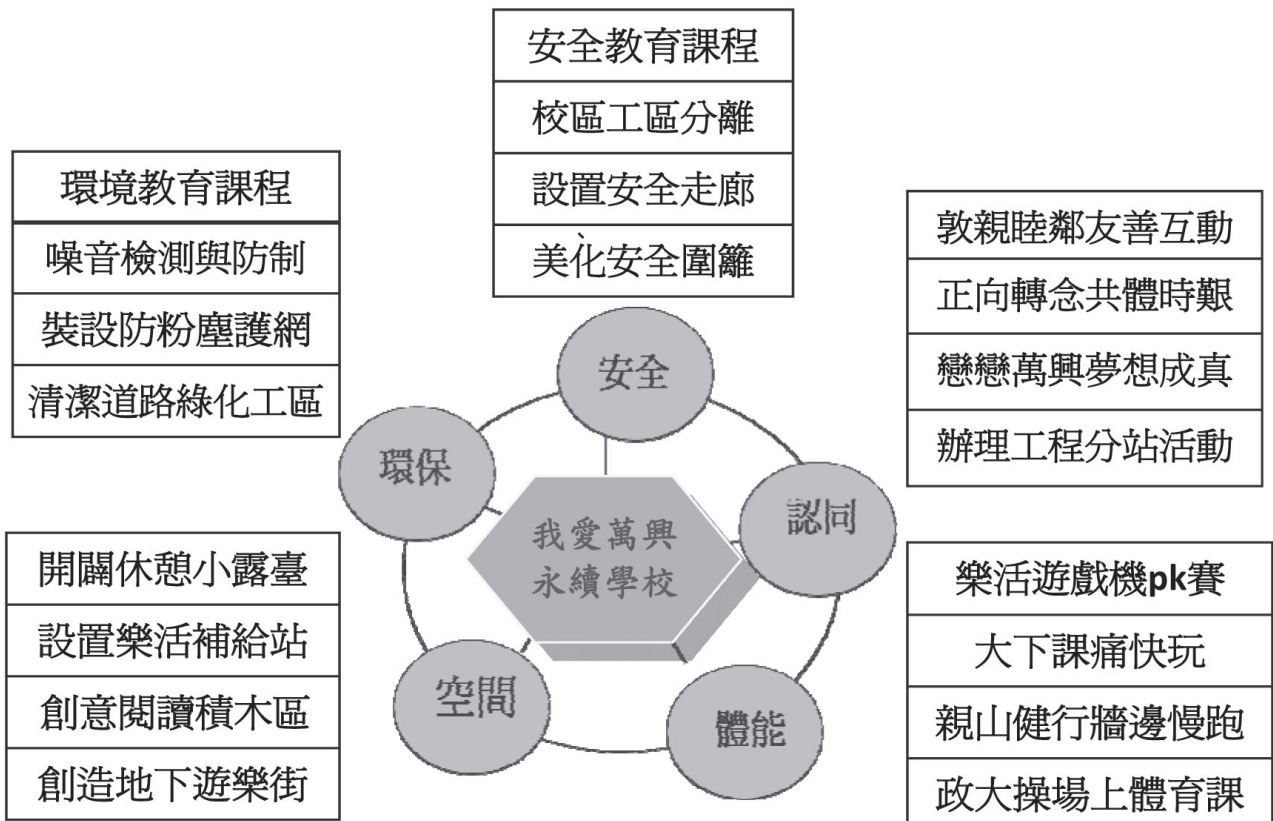 安全教育課程
校區工區分離
設置安全走廊
美化安全圍籬
環境教育課程
噪音檢測與防制
裝設防粉塵護網
清潔道路綠化工區
敦親睦鄰友善互動
正向轉念共體時艱
戀戀萬興夢想成真
辦理工程分站活動
安全
環保
認同
我愛萬興
永續學校
空間
體能
開闢休憩小露臺
設置樂活補給站
創意閱讀積木區
創造地下遊樂街
樂活遊戲機pk賽
大下課痛快玩
親山健行牆邊慢跑
政大操場上體育課